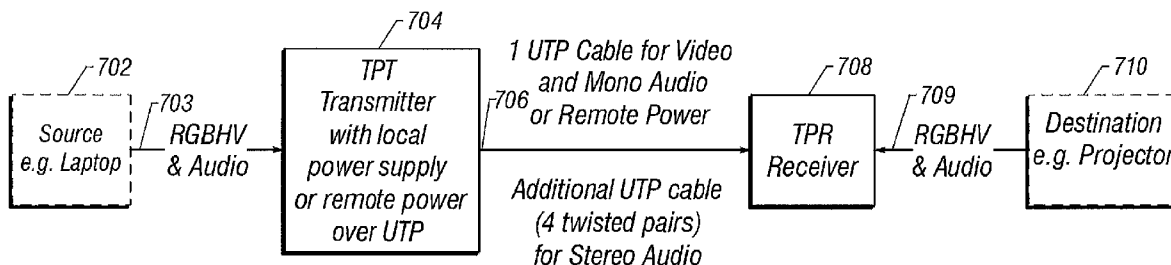 702
Source
e.g. Laptop
703
RGBHV
& Audio
704
TPT
Transmitter
with local
power supply
or remote power
over UTP
706
1 UTP Cable for Video
and Mono Audio
or Remote Power
Additional UTP cable
(4 twisted pairs)
for Stereo Audio
708
TPR
Receiver
709
RGBHV
& Audio
710
Destination
e.g. Projector